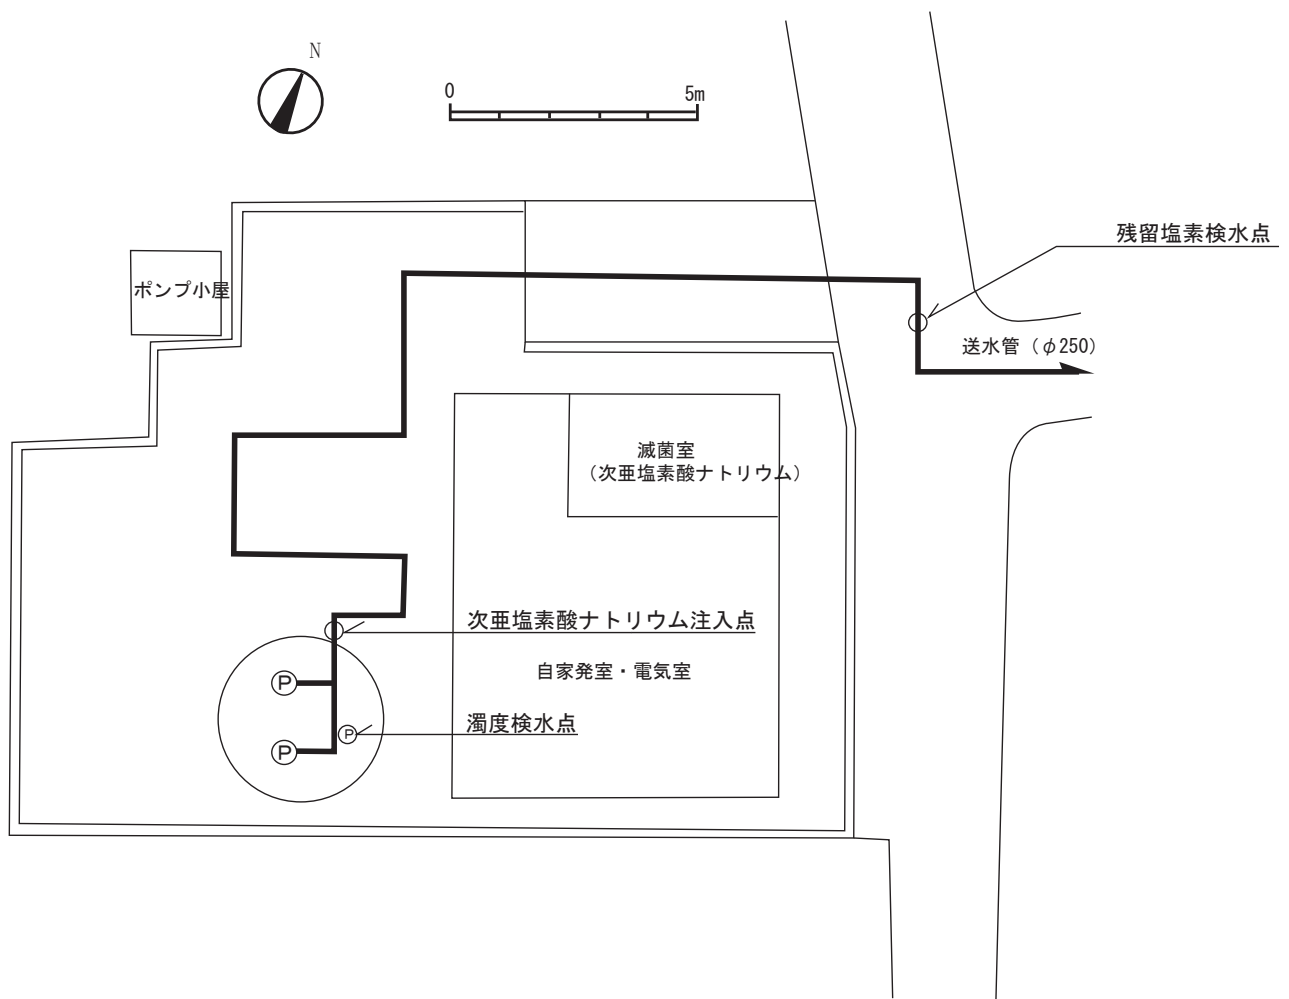 N
0 5m
残留塩素検水点
ポンプ小屋
送水管（φ250）
滅菌室
（次亜塩素酸ナトリウム）
次亜塩素酸ナトリウム注入点
自家発室・電気室
P
濁度検水点
P
P